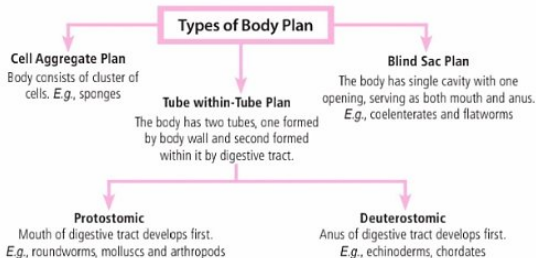 Types of Body Plan
Cell Aggregate Plan
Body consists of cluster of
cells. E.g., sponges
Tube within-Tube Plan
The body has two tubes, one formed
by body wall and second formed
within it by digestive tract.
Blind Sac Plan
The body has single cavity with one
opening, serving as both mouth and anus.
E.g., coelenterates and flatworms
Protostomic
Mouth of digestive tract develops first.
E.g., roundworms, molluscs and arthropods
Deuterostomic
Anus of digestive tract develops first.
E.g., echinoderms, chordates